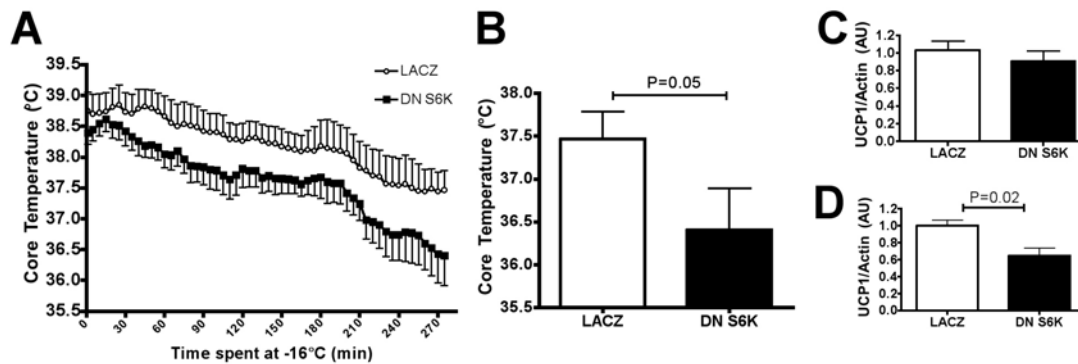 A
Core Temperature (ºC)
39.5
39.0
38.5
38.0
37.5
37.0
36.5
36.0
35.5
LACZ
DN S6K
0
30
60
90
120
150
180
210
240
270
Time spent at -16°C (min)
B
P=0.05
Core Temperature (ºC)
38.0
37.5
37.0
36.5
36.0
35.5
LACZ
DN S6K
C
UCP1/Actin (AU)
1.2
1.0
0.8
0.6
0.4
0.2
0.0
LACZ
DN S6K
D
P=0.02
UCP1/Actin (AU)
1.2
1.0
0.8
0.6
0.4
0.2
0.0
LACZ
DN S6K